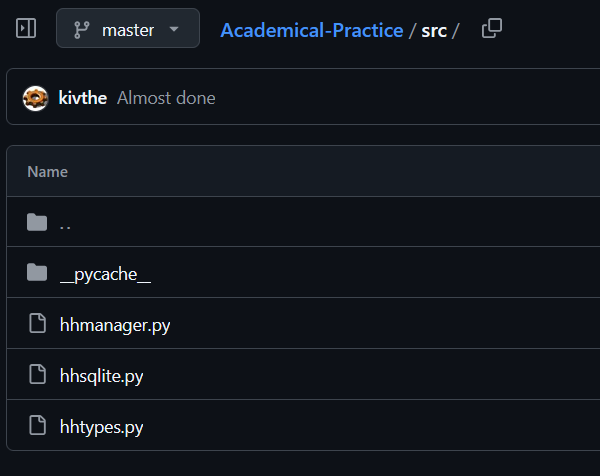 master Academical-Practice / src /
kivthe Almost done
Name
..
__pycache__
hhmanager.py
hhsqlite.py
hhtypes.py